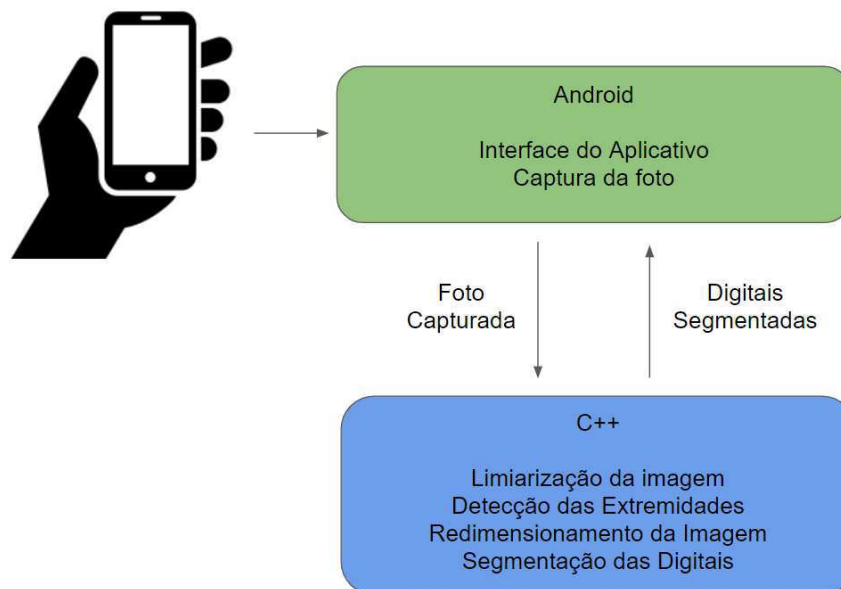 Android
Interface do Aplicativo
Captura da foto
Foto
Capturada
Digitais
Segmentadas
C++
Limiarização da imagem
Detecção das Extremidades
Redimensionamento da Imagem
Segmentação das Digitais